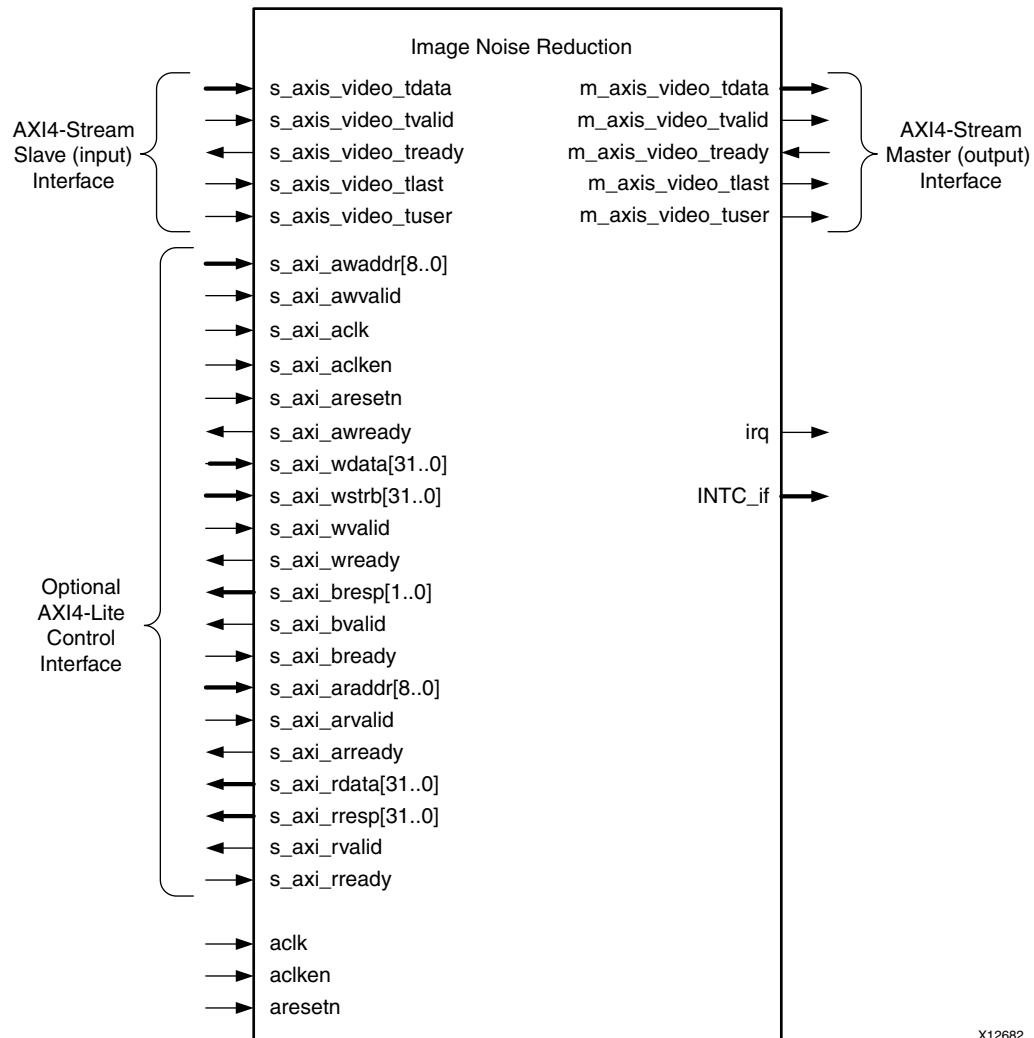 Image Noise Reduction
AXI4-Stream
Slave (input)
Interface
s_axis_video_tdata
s_axis_video_tvalid
s_axis_video_tready
s_axis_video_tlast
s_axis_video_tuser
m_axis_video_tdata
m_axis_video_tvalid
m_axis_video_tready
m_axis_video_tlast
m_axis_video_tuser
AXI4-Stream
Master (output)
Interface
Optional
AXI4-Lite
Control
Interface
s_axi_awaddr[8..0]
s_axi_awvalid
s_axi_aclk
s_axi_aclken
s_axi_aresetn
s_axi_awready
s_axi_wdata[31..0]
s_axi_wstrb[31..0]
s_axi_wvalid
s_axi_wready
s_axi_bresp[1..0]
s_axi_bvalid
s_axi_bready
s_axi_araddr[8..0]
s_axi_arvalid
s_axi_arready
s_axi_rdata[31..0]
s_axi_rresp[31..0]
s_axi_rvalid
s_axi_rready
irq
INTC_if
aclk
aclken
aresetn
X12682